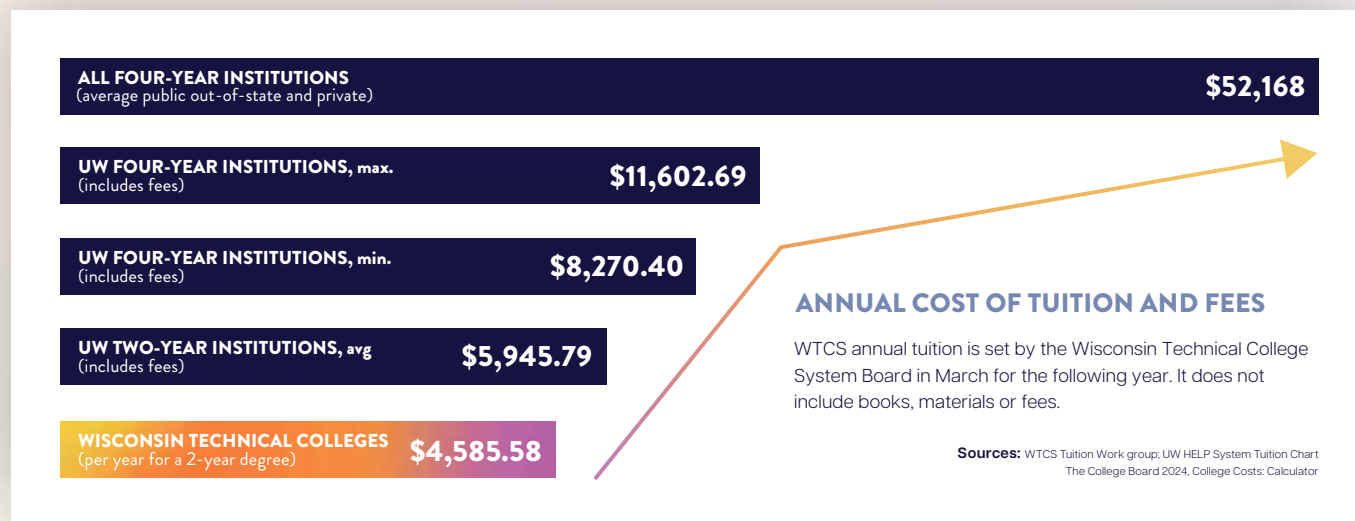 ALL FOUR-YEAR INSTITUTIONS
(average public out-of-state and private)
$52,168
UW FOUR-YEAR INSTITUTIONS, max.
(includes fees)
$11,602.69
UW FOUR-YEAR INSTITUTIONS, min.
(includes fees)
$8,270.40
UW TWO-YEAR INSTITUTIONS, avg
(includes fees)
$5,945.79
WISCONSIN TECHNICAL COLLEGES
(per year for a 2-year degree)
$4,585.58
ANNUAL COST OF TUITION AND FEES
WTCS annual tuition is set by the Wisconsin Technical College
System Board in March for the following year. It does not
include books, materials or fees.
Sources: WTCS Tuition Work group; UW HELP System Tuition Chart
The College Board 2024, College Costs: Calculator